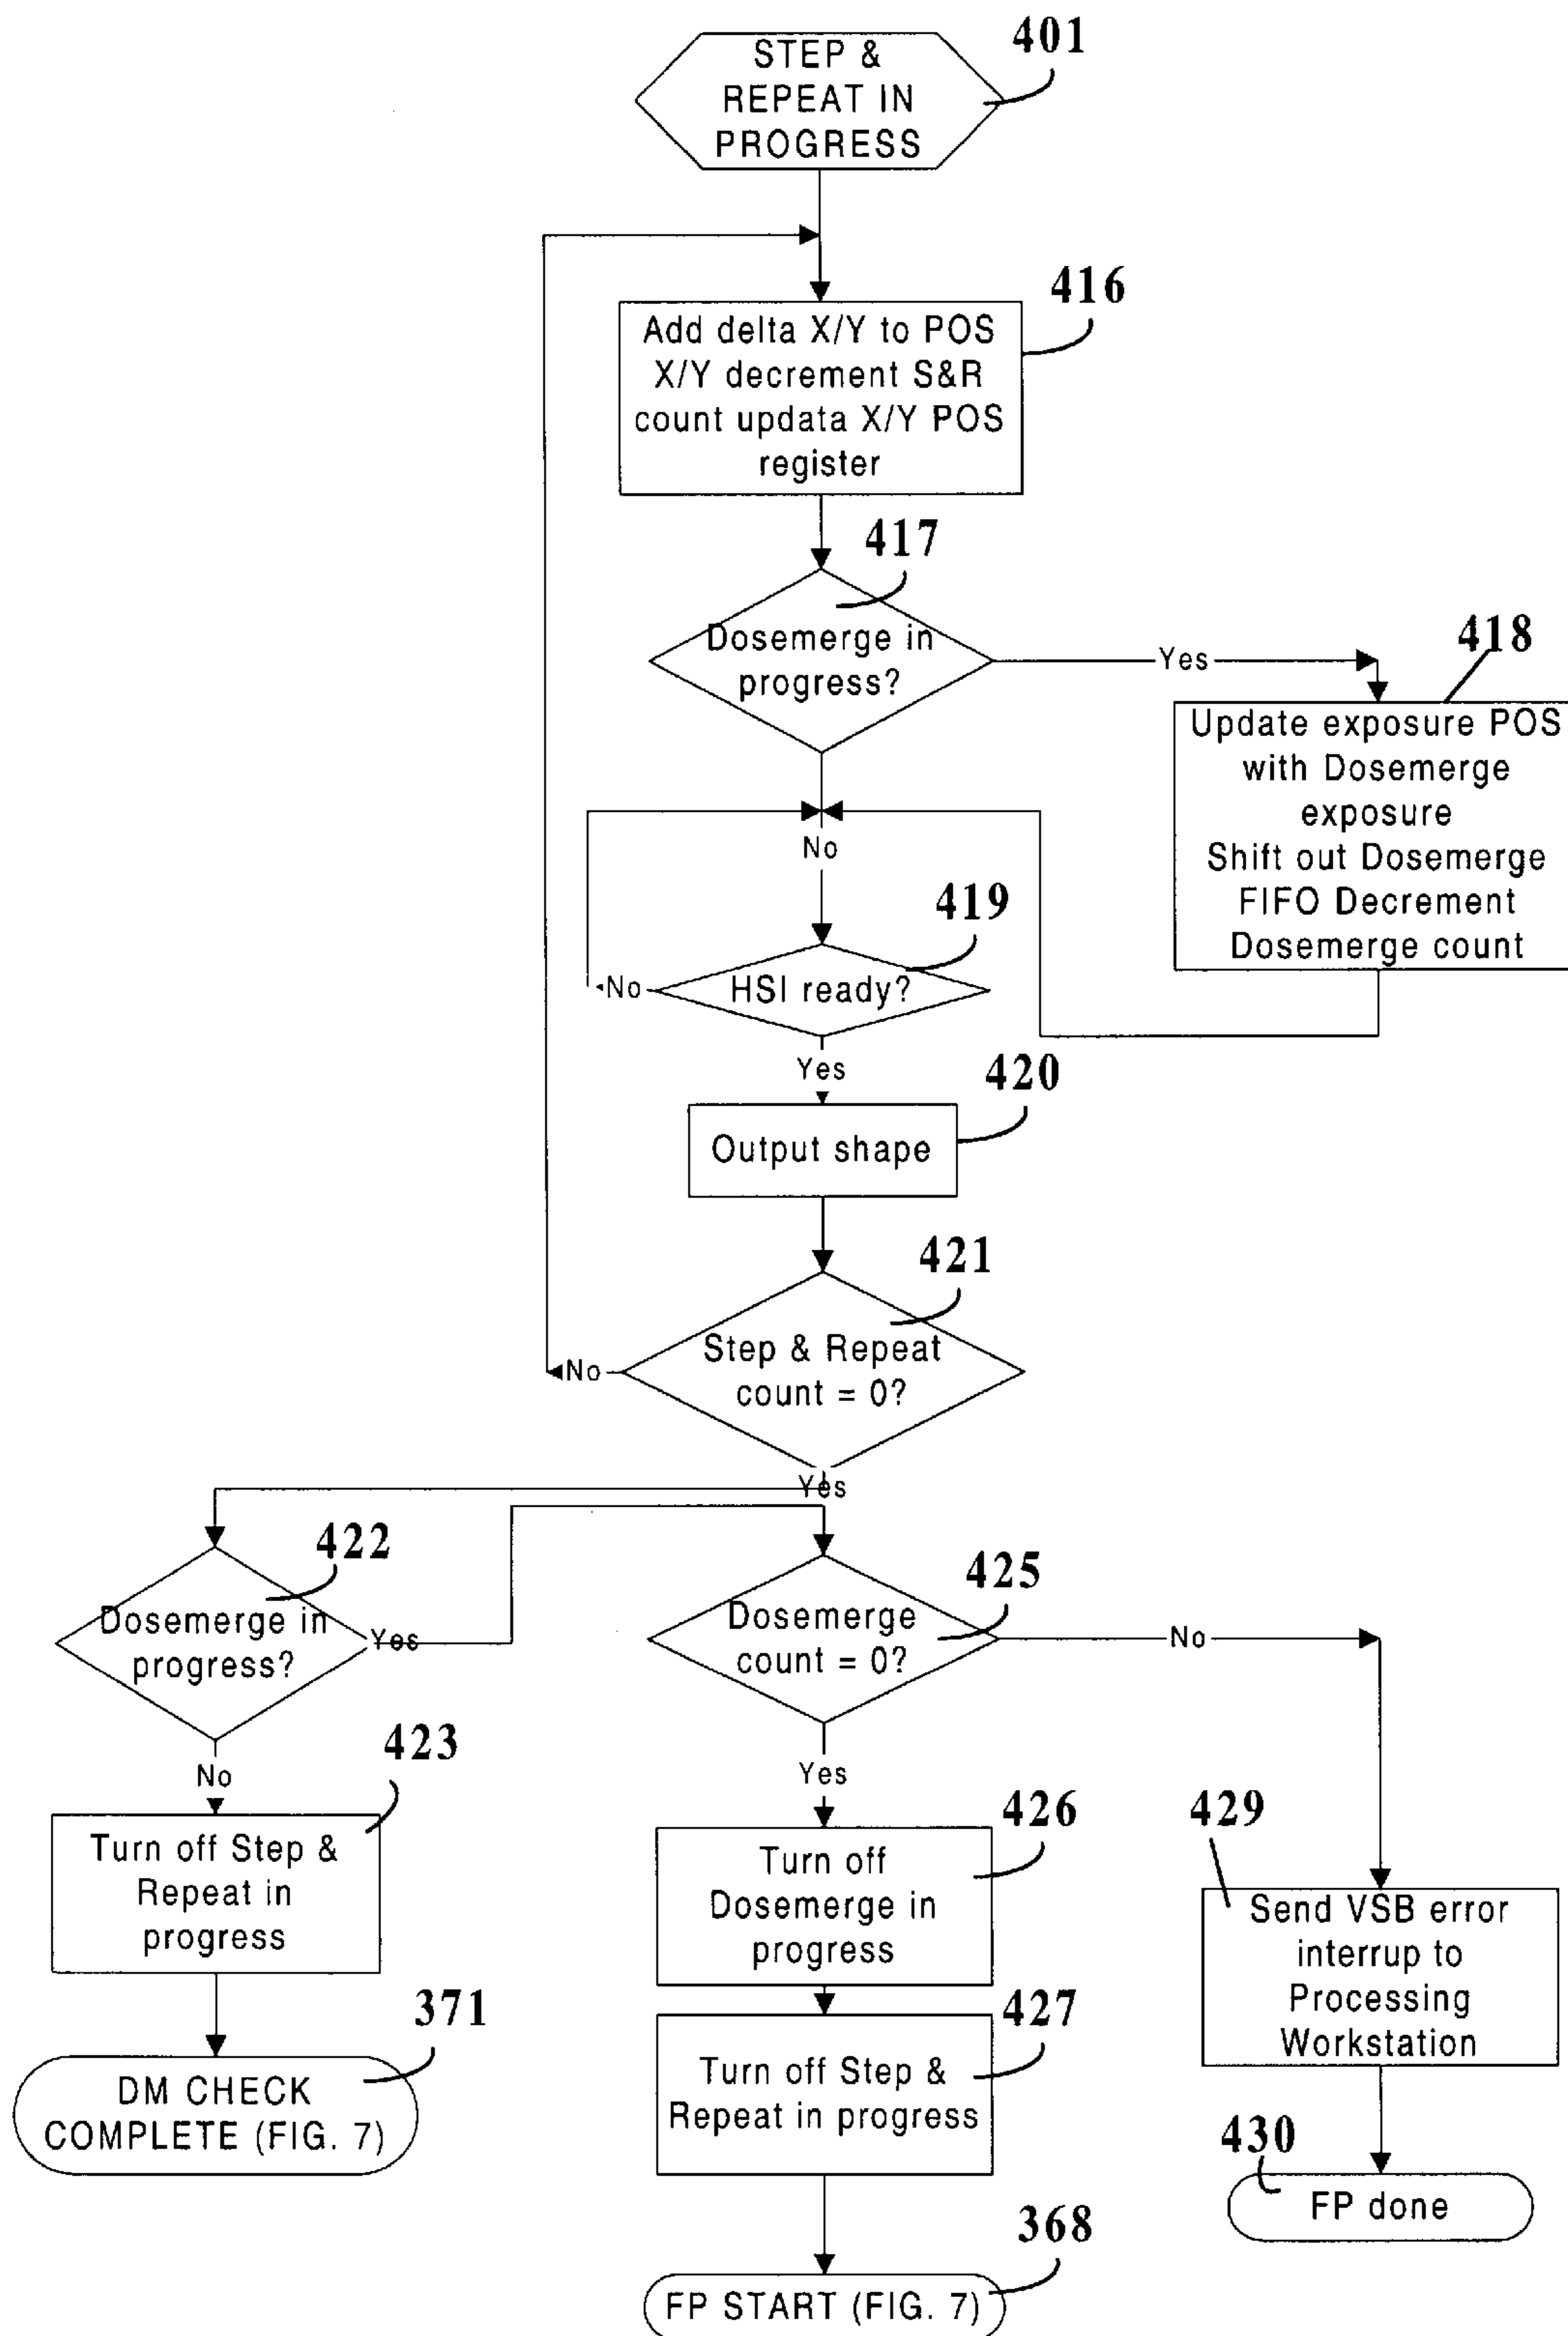 401
STEP &
REPEAT IN
PROGRESS
416
Add delta X/Y to POS
X/Y decrement S&R
count updata X/Y POS
register
417
Dosemerge in
progress?
Yes
418
Update exposure POS
with Dosemerge
exposure
Shift out Dosemerge
FIFO Decrement
Dosemerge count
No
419
HSI ready?
No
Yes
420
Output shape
421
Step & Repeat
count = 0?
No
Yes
422
Dosemerge in
progress?
Yes
425
Dosemerge
count = 0?
No
No
423
Turn off Step &
Repeat in
progress
Yes
426
Turn off
Dosemerge in
progress
429
Send VSB error
interrup to
Processing
Workstation
371
DM CHECK
COMPLETE (FIG. 7)
427
Turn off Step &
Repeat in progress
430
FP done
368
FP START (FIG. 7)